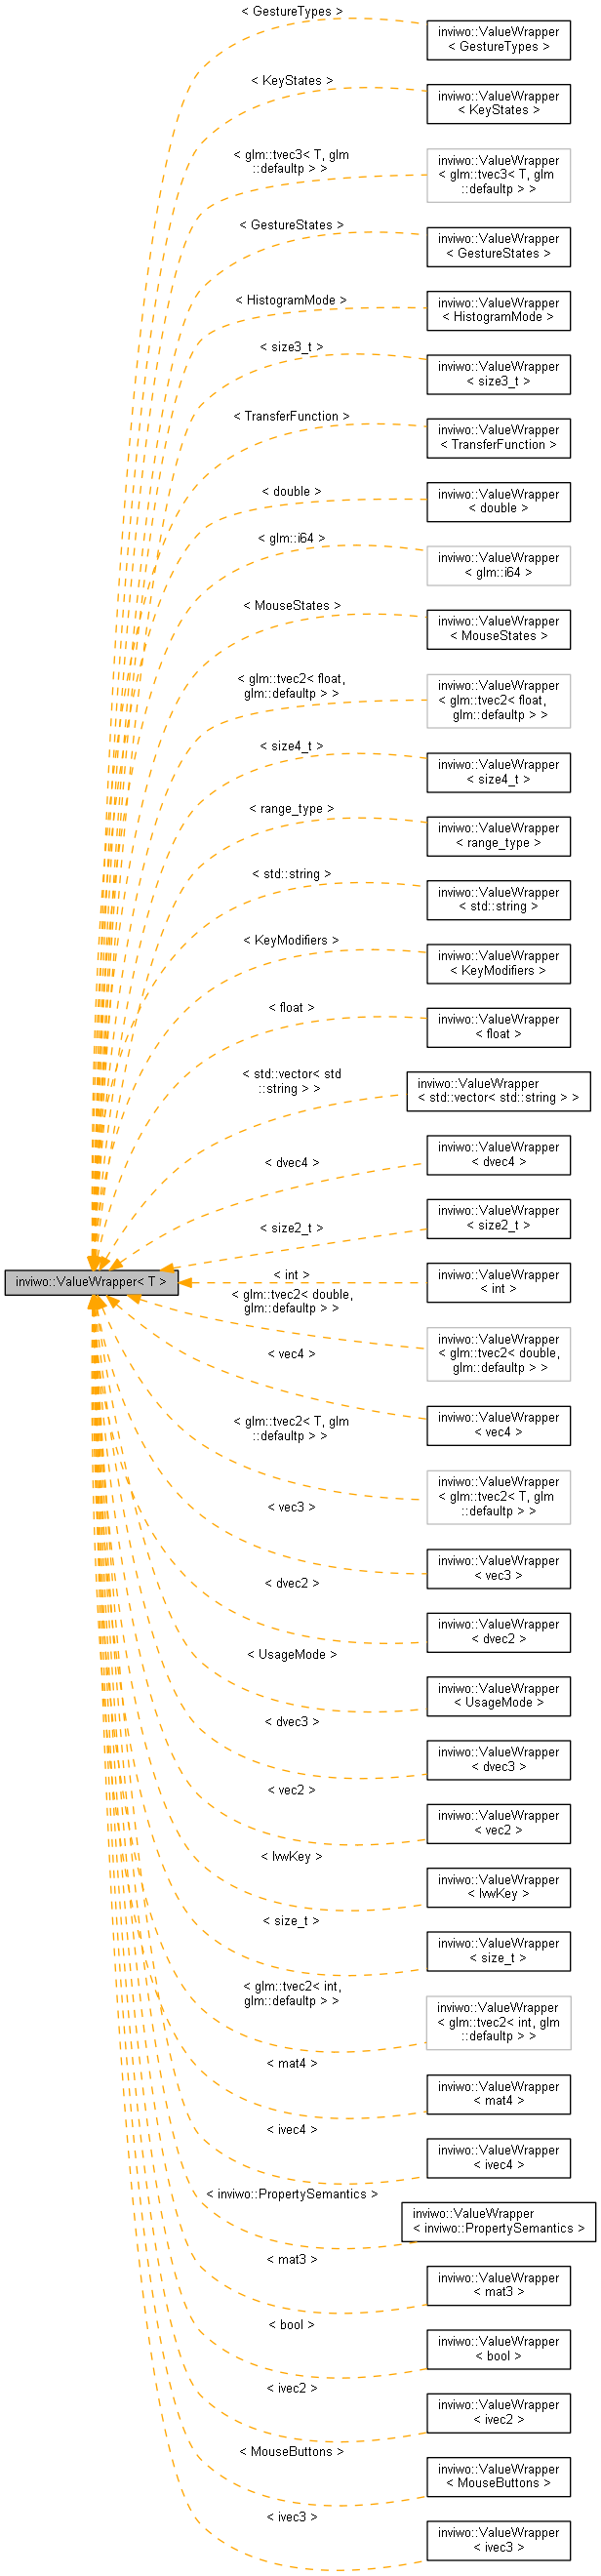 < GestureTypes >
inviwo::ValueWrapper
< GestureTypes >
< KeyStates >
inviwo::ValueWrapper
< KeyStates >
< glm::tvec3< T, glm
::defaultp > >
inviwo::ValueWrapper
< glm::tvec3< T, glm
::defaultp > >
< GestureStates >
inviwo::ValueWrapper
< GestureStates >
< HistogramMode >
inviwo::ValueWrapper
< HistogramMode >
< size3_t >
inviwo::ValueWrapper
< size3_t >
< TransferFunction >
inviwo::ValueWrapper
< TransferFunction >
< double >
inviwo::ValueWrapper
< double >
< glm::i64 >
inviwo::ValueWrapper
< glm::i64 >
< MouseStates >
inviwo::ValueWrapper
< MouseStates >
< glm::tvec2< float,
glm::defaultp > >
inviwo::ValueWrapper
< glm::tvec2< float,
glm::defaultp > >
< size4_t >
inviwo::ValueWrapper
< size4_t >
< range_type >
inviwo::ValueWrapper
< range_type >
< std::string >
inviwo::ValueWrapper
< std::string >
< KeyModifiers >
inviwo::ValueWrapper
< KeyModifiers >
< float >
inviwo::ValueWrapper
< float >
< std::vector< std
::string > >
inviwo::ValueWrapper
< std::vector< std::string > >
< dvec4 >
inviwo::ValueWrapper
< dvec4 >
< size2_t >
inviwo::ValueWrapper
< size2_t >
inviwo::ValueWrapper< T >
< int >
inviwo::ValueWrapper
< int >
< glm::tvec2< double,
glm::defaultp > >
inviwo::ValueWrapper
< glm::tvec2< double,
glm::defaultp > >
< vec4 >
inviwo::ValueWrapper
< vec4 >
< glm::tvec2< T, glm
::defaultp > >
inviwo::ValueWrapper
< glm::tvec2< T, glm
::defaultp > >
< vec3 >
inviwo::ValueWrapper
< vec3 >
< dvec2 >
inviwo::ValueWrapper
< dvec2 >
< UsageMode >
inviwo::ValueWrapper
< UsageMode >
< dvec3 >
inviwo::ValueWrapper
< dvec3 >
< vec2 >
inviwo::ValueWrapper
< vec2 >
< IvwKey >
inviwo::ValueWrapper
< IvwKey >
< size_t >
inviwo::ValueWrapper
< size_t >
< glm::tvec2< int,
glm::defaultp > >
inviwo::ValueWrapper
< glm::tvec2< int, glm
::defaultp > >
< mat4 >
inviwo::ValueWrapper
< mat4 >
< ivec4 >
inviwo::ValueWrapper
< ivec4 >
< inviwo::PropertySemantics >
inviwo::ValueWrapper
< inviwo::PropertySemantics >
< mat3 >
inviwo::ValueWrapper
< mat3 >
< bool >
inviwo::ValueWrapper
< bool >
< ivec2 >
inviwo::ValueWrapper
< ivec2 >
< MouseButtons >
inviwo::ValueWrapper
< MouseButtons >
< ivec3 >
inviwo::ValueWrapper
< ivec3 >